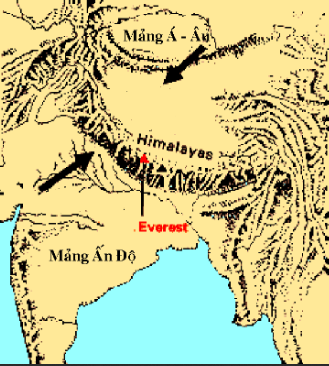 Mảng Á - Âu
Himalayas
Everest
Mảng Ấn Độ